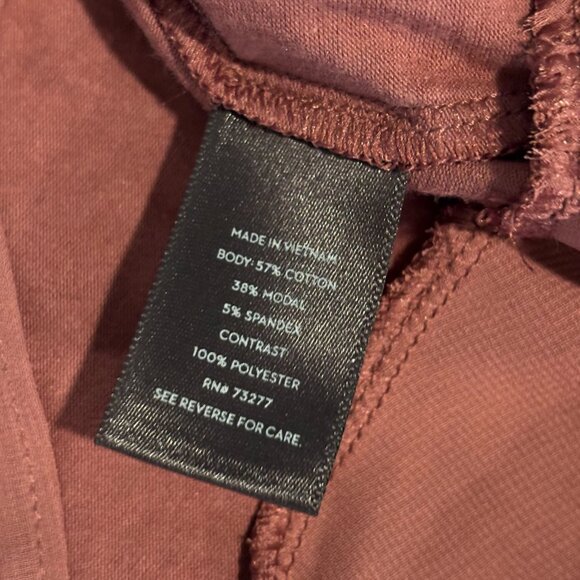 MADE IN VIETNAM
BODY: 57% COTTON
38% MODAL
5% SPANDEX
CONTRAST
100% POLYESTER
RN# 73277
SEE REVERSE FOR CARE.